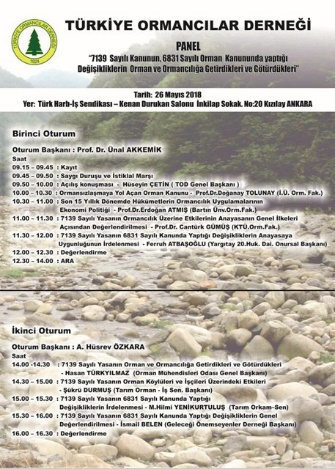 TÜRKİYE ORMANCILAR DERNEĞİ
PANEL
“7139 Sayılı Kanunun, 6831 Sayılı Orman Kanununda yaptığı
Değişikliklerin Orman ve Ormancılığa Getirdikleri ve Götürdükleri”
Tarih: 26 Mayıs 2018
Yer: Türk Harb-İş Sendikası – Kenan Durukan Salonu İnkilap Sokak. No:20 Kızılay ANKARA
Birinci Oturum
Oturum Başkanı : Prof. Dr. Ünal AKKEMİK
Saat
09.15 – 09.45 : Kayıt
09.45 – 09.50 : Saygı Duruşu ve İstiklal Marşı
09.50 - 10.00 : Açılış konuşması - Hüseyin ÇETİN ( TOD Genel Başkanı )
10.00 - 10.30 : Ormansızlaşmaya Yol Açan Orman Kanunu - Prof.Dr.Doğanay TOLUNAY (İ.Ü. Orm. Fak.)
10.30 – 11.00 : Son 15 Yıllık Dönemde Hükümetlerin Ormancılık Uygulamalarının
Ekonomi Politiği - Prof.Dr.Erdoğan ATMIŞ (Bartın Ünv.Orm.Fak.)
11.00 - 11.30 : 7139 Sayılı Yasanın Ormancılık Üzerine Etkilerinin Anayasanın Genel İlkeleri
Açısından Değerlendirilmesi - Prof.Dr. Cantürk GÜMÜŞ (KTÜ.Orm.Fak.)
11.30 – 12.00 : 7139 Sayılı Yasanın 6831 Sayılı Kanunda Yaptığı Değişikliklerin Anayasaya
Uygunluğunun İrdelenmesi - Ferruh ATBAŞOĞLU (Yargıtay 20.Huk. Dai. Onursal Başkanı)
12.00 – 12.30 : Değerlendirme
12.30 – 14.00 : ARA
İkinci Oturum
Oturum Başkanı : A. Hüsrev ÖZKARA
Saat
14.00 -14.30 : 7139 Sayılı Yasanın Orman ve Ormancılığa Getirdikleri ve Götürdükleri
- Hasan TÜRKYILMAZ (Orman Mühendisleri Odası Genel Başkanı)
14.30 - 15.00 : 7139 Sayılı Yasanın Orman Köylüleri ve İşçileri Üzerindeki Etkileri
- Şükrü DURMUŞ (Tarım Orman - İş Sen. Başkanı)
15.00 – 15.30 : 7139 Sayılı Yasanın 6831 Sayılı Kanunda Yaptığı
Değişikliklerin İrdelenmesi - M.Hilmi YENİKURTULUŞ (Tarım Orkam-Sen)
15.30 – 16.00 : 7139 Sayılı Yasanın 6831 Sayılı Kanunda Yaptığı Değişikliklerin Genel
Değerlendirilmesi - İsmail BELEN (Geleceği Önemseyenler Derneği Başkanı)
16.00 – 16.30 : Değerlendirme